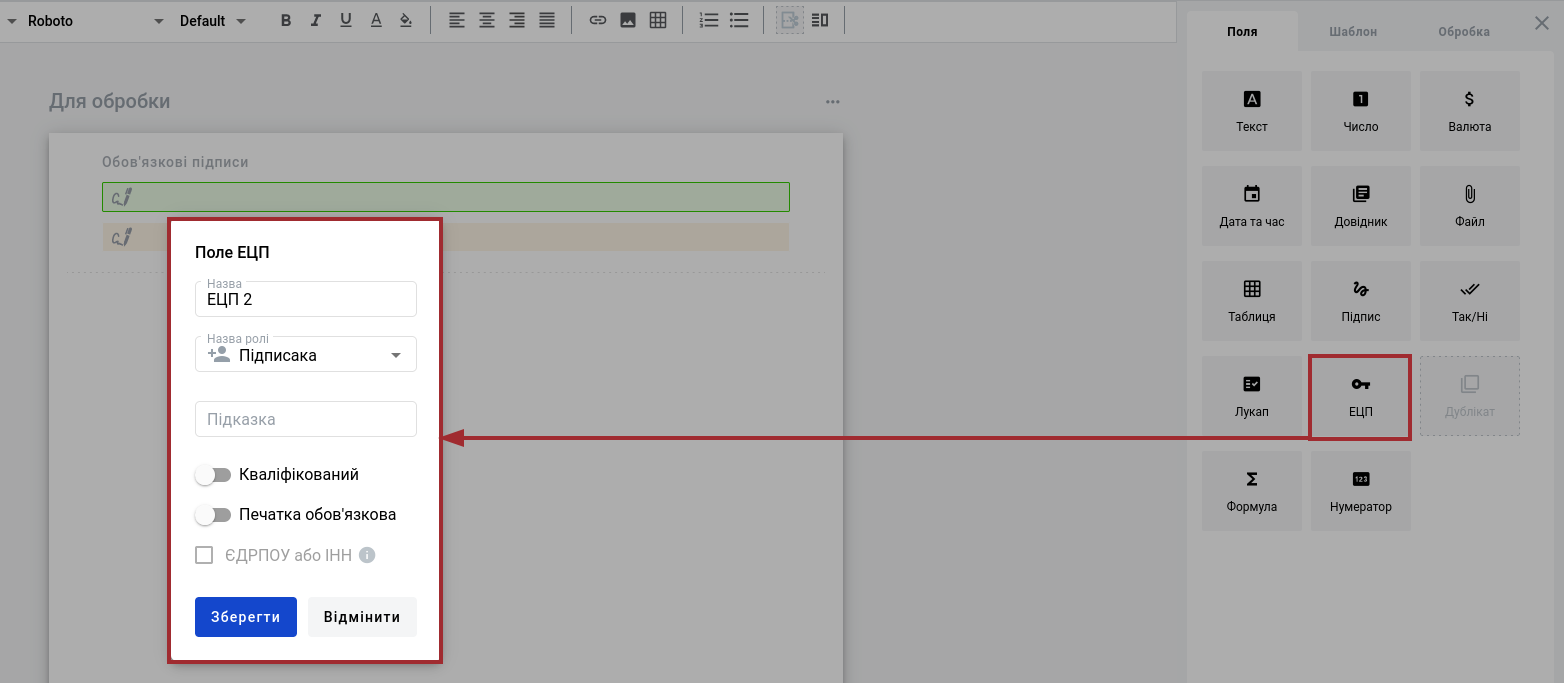 Roboto Default B I U A
Поля Шаблон Обробка
Для обробки
Обов'язкові підписи
Поле ЕЦП
Назва
ЕЦП 2
Назва ролі
Підписака
Підказка
Кваліфікований
Печатка обов'язкова
ЄДРПОУ або ІНН
Зберегти Відмінити
Текст Число Валюта
Дата та час Довідник Файл
Таблиця Підпис Так/Ні
Лукап ЕЦП Дублікат
Формула Нумератор